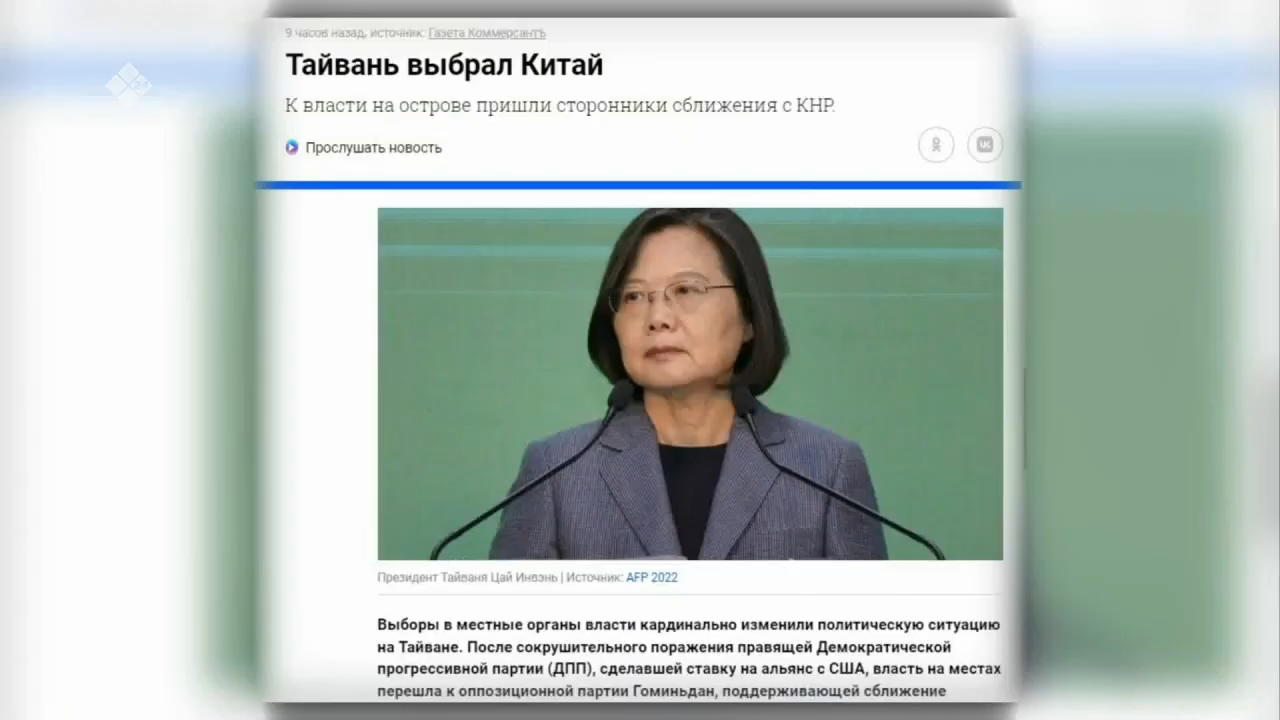 9 часов назад, источник: Газета Коммерсантъ
Тайвань выбрал Китай
К власти на острове пришли сторонники сближения с КНР.
Прослушать новость
Президент Тайваня Цай Инвэнь | Источник: AFP 2022
Выборы в местные органы власти кардинально изменили политическую ситуацию
на Тайване. После сокрушительного поражения правящей Демократической
прогрессивной партии (ДПП), сделавшей ставку на альянс с США, власть на местах
перешла к оппозиционной партии Гоминьдан, поддерживающей сближение